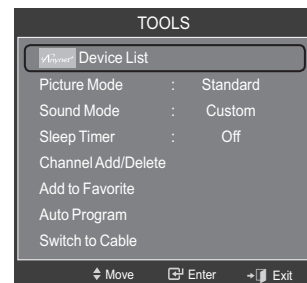 TOOLS
Anynet+ Device List
Picture Mode : Standard
Sound Mode : Custom
Sleep Timer : Off
Channel Add/Delete
Add to Favorite
Auto Program
Switch to Cable
Move Enter Exit